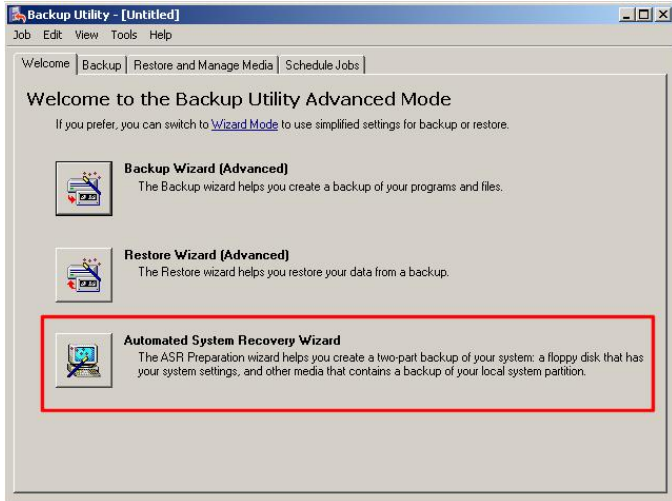 Backup Utility - [Untitled]
Job Edit View Tools Help
Welcome Backup Restore and Manage Media Schedule Jobs
Welcome to the Backup Utility Advanced Mode
If you prefer, you can switch to Wizard Mode to use simplified settings for backup or restore.
Backup Wizard (Advanced)
The Backup wizard helps you create a backup of your programs and files.
Restore Wizard (Advanced)
The Restore wizard helps you restore your data from a backup.
Automated System Recovery Wizard
The ASR Preparation wizard helps you create a two-part backup of your system: a floppy disk that has
your system settings, and other media that contains a backup of your local system partition.